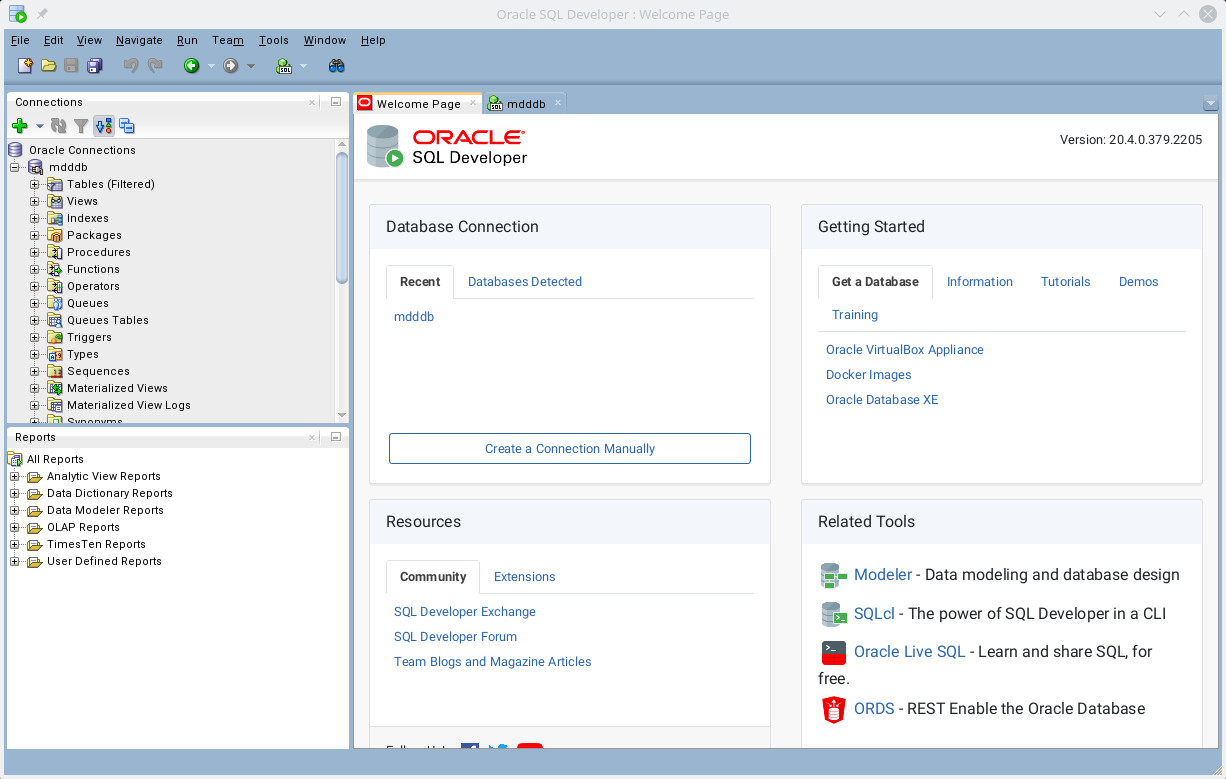 Oracle SQL Developer : Welcome Page
File Edit View Navigate Run Team Tools Window Help
Connections
Oracle Connections
mdddb
Tables (Filtered)
Views
Indexes
Packages
Procedures
Functions
Operators
Queues
Queues Tables
Triggers
Types
Sequences
Materialized Views
Materialized View Logs
Synonyms
Reports
All Reports
Analytic View Reports
Data Dictionary Reports
Data Modeler Reports
OLAP Reports
TimesTen Reports
User Defined Reports
Welcome Page
mdddb
ORACLE
SQL Developer
Version: 20.4.0.379.2205
Database Connection
Recent Databases Detected
mdddb
Create a Connection Manually
Getting Started
Get a Database Information Tutorials Demos
Training
Oracle VirtualBox Appliance
Docker Images
Oracle Database XE
Resources
Community Extensions
SQL Developer Exchange
SQL Developer Forum
Team Blogs and Magazine Articles
Related Tools
Modeler - Data modeling and database design
SQLcl - The power of SQL Developer in a CLI
Oracle Live SQL - Learn and share SQL, for
free.
ORDS - REST Enable the Oracle Database